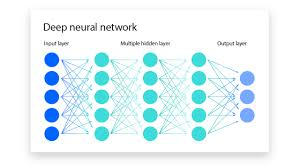 Deep neural network
Input layer
Multiple hidden layer
Output layer